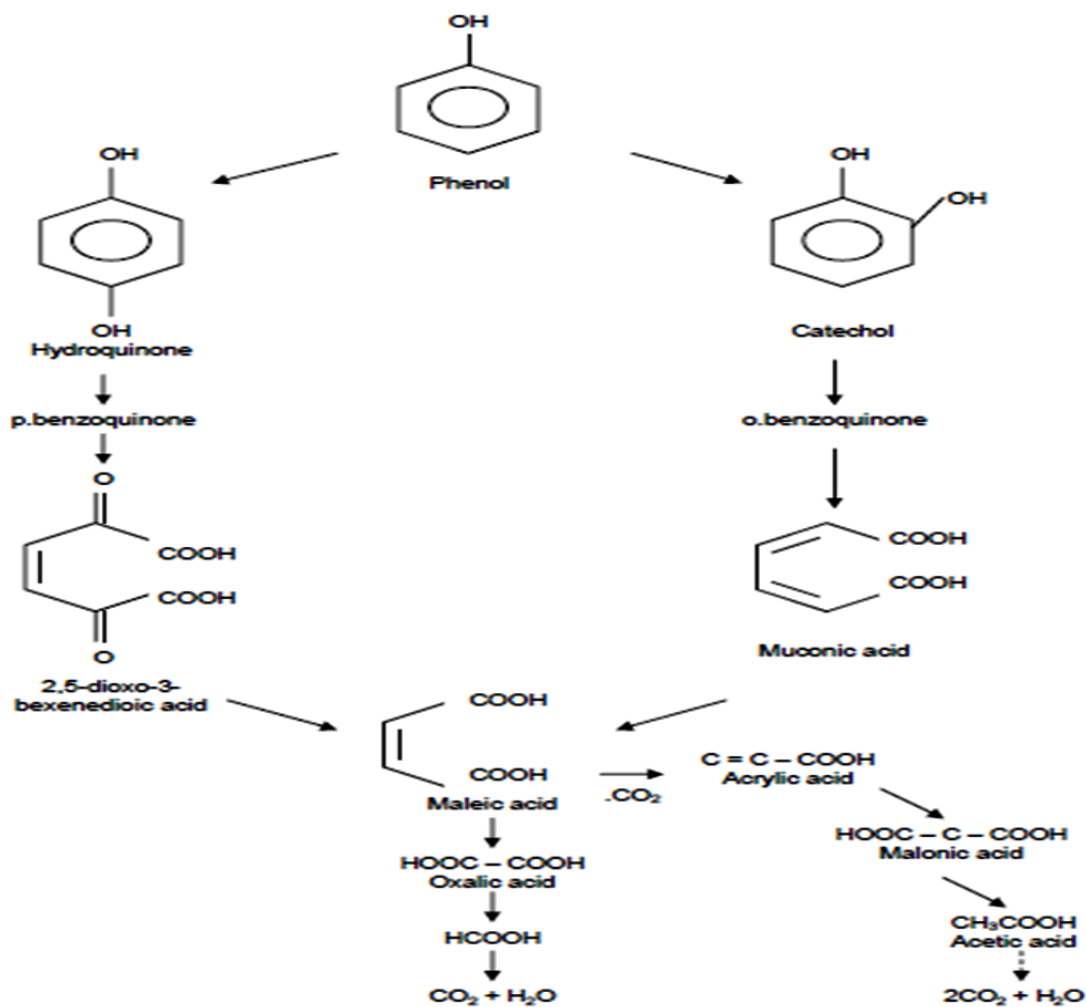 OH
Phenol
OH
OH
Hydroquinone
OH
OH
Catechol
p.benzoquinone
o.benzoquinone
O
COOH
COOH
O
2,5-dioxo-3-
bexenedioic acid
COOH
COOH
Muconic acid
COOH
COOH
Maleic acid
.CO₂
C = C – COOH
Acrylic acid
HOOC – C – COOH
Malonic acid
HOOC – COOH
Oxalic acid
CH₃COOH
Acetic acid
HCOOH
CO₂ + H₂O
2CO₂ + H₂O